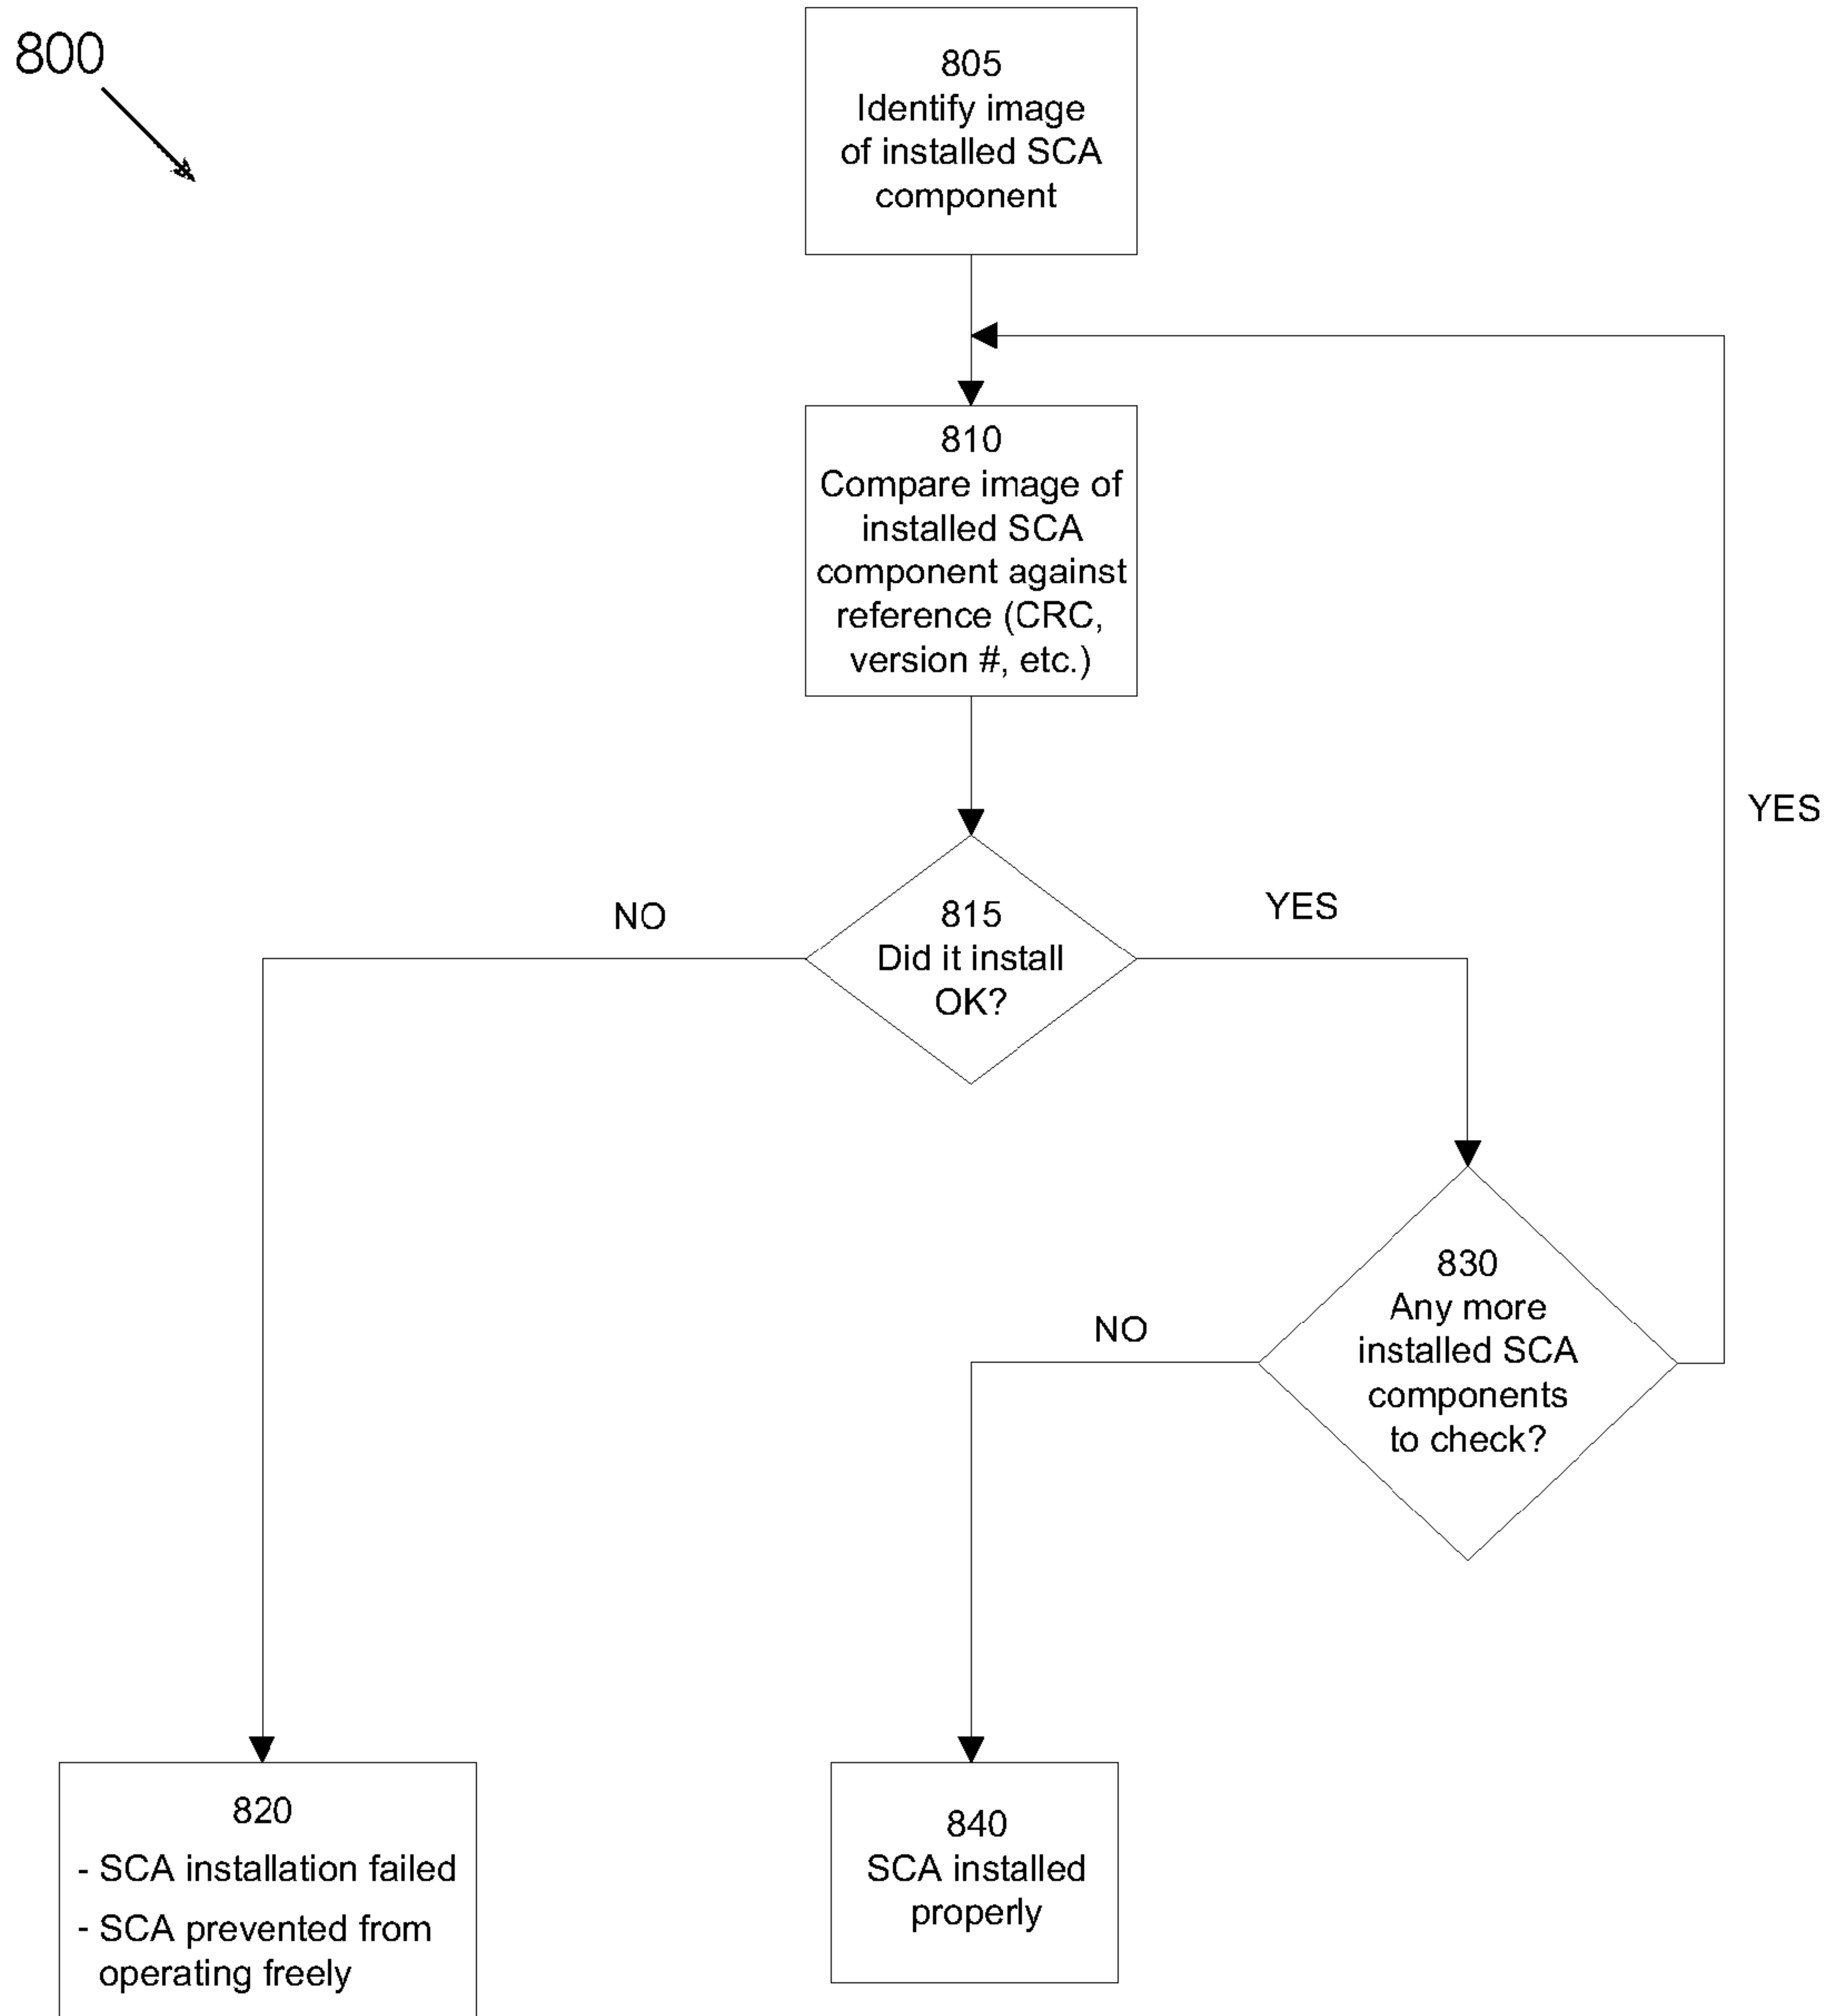 800
805
Identify image
of installed SCA
component
810
Compare image of
installed SCA
component against
reference (CRC,
version #, etc.)
YES
NO
YES
815
Did it install
OK?
830
Any more
installed SCA
components
to check?
NO
820
- SCA installation failed
- SCA prevented from
operating freely
840
SCA installed
properly